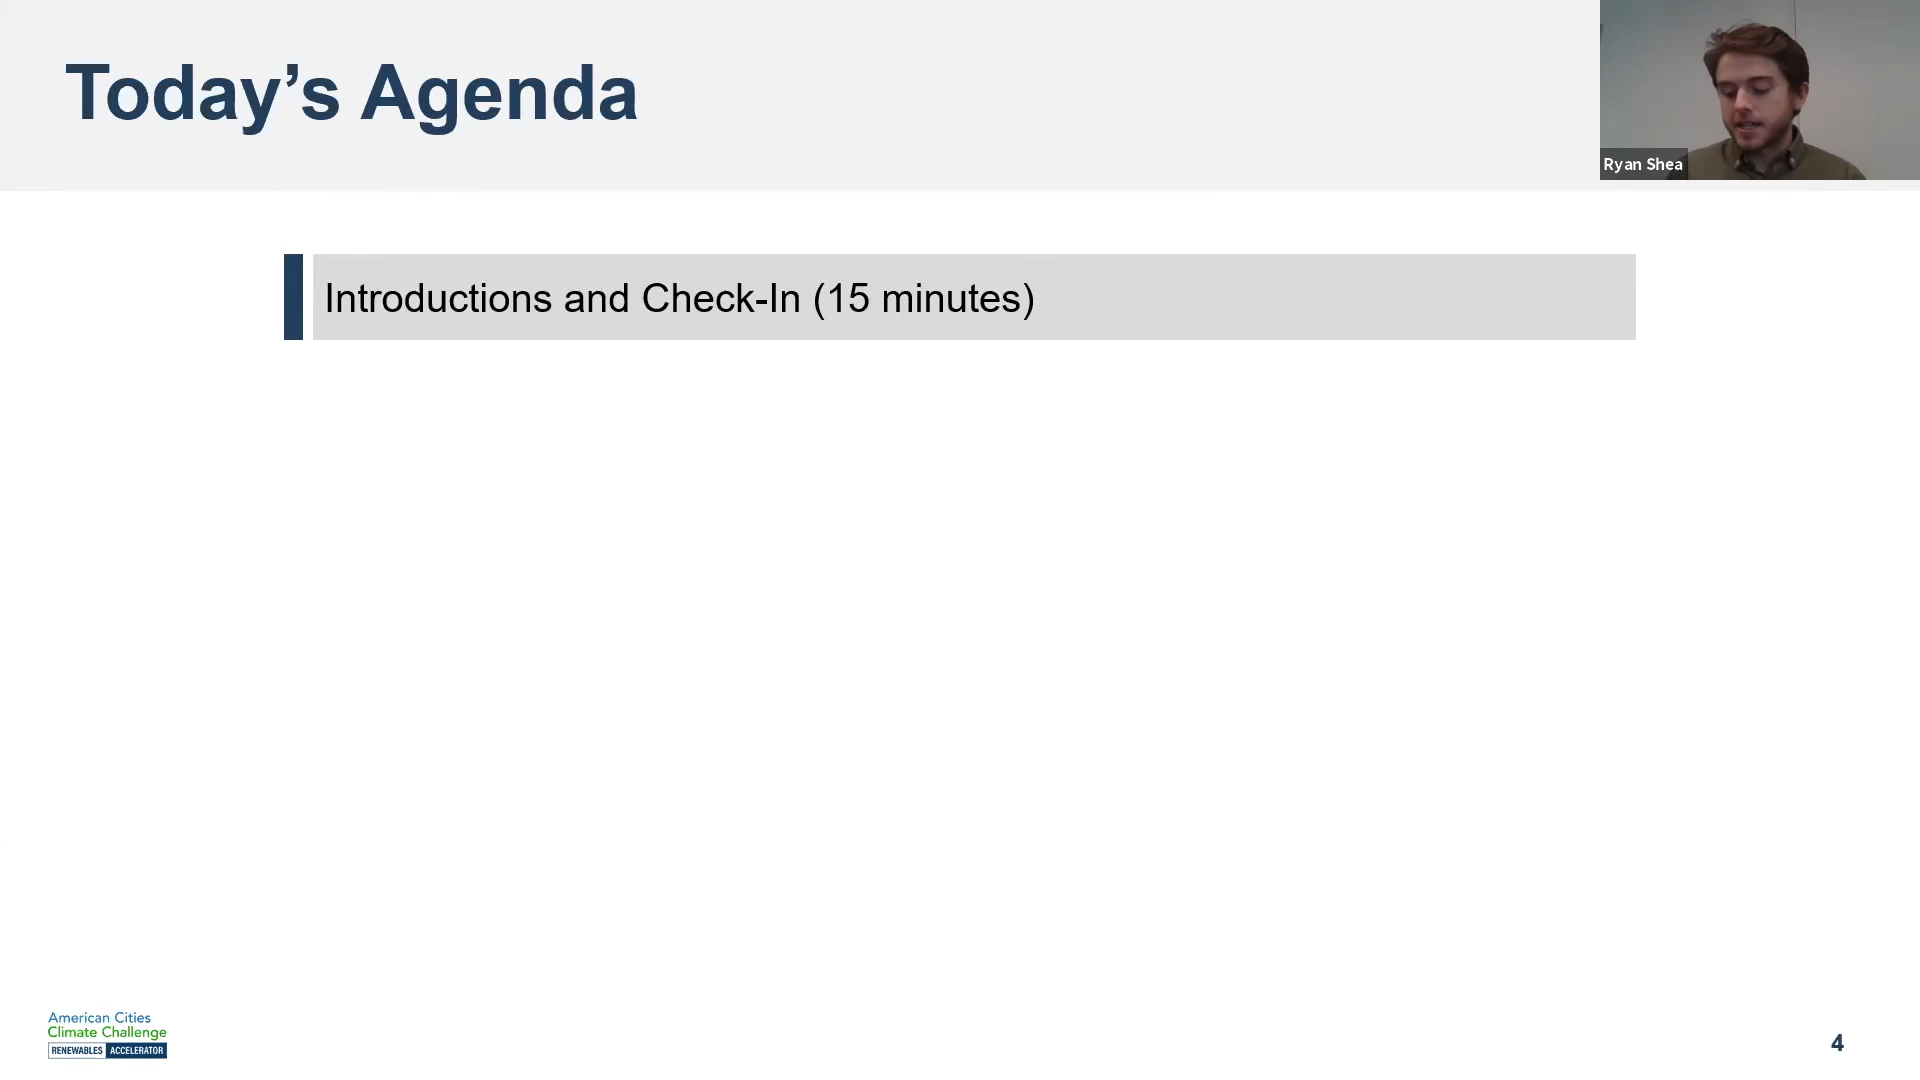 Today’s Agenda
Ryan Shea
Introductions and Check-In (15 minutes)
American Cities
Climate Challenge
RENEWABLES ACCELERATOR
4